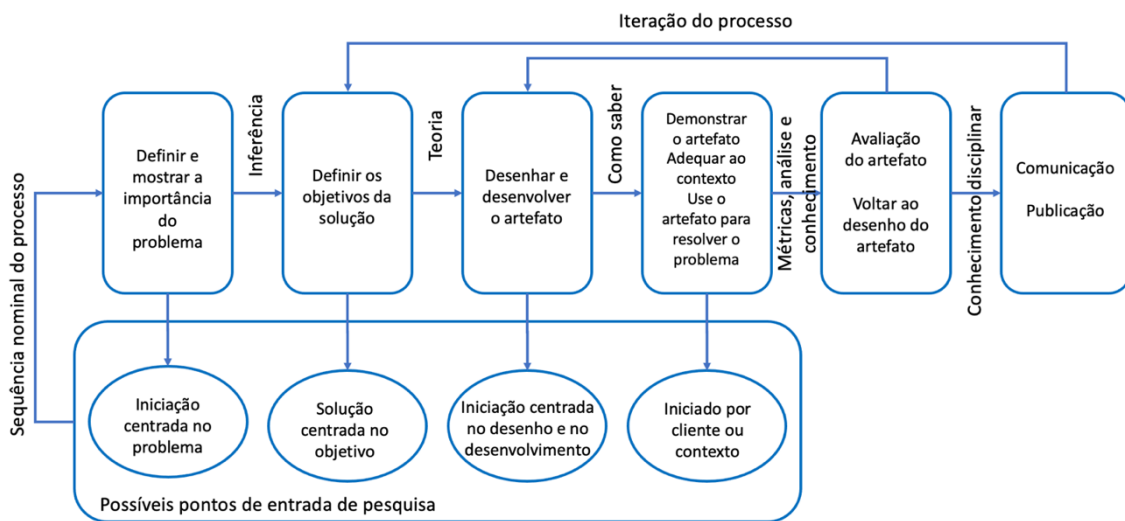 Iteração do processo
Sequência nominal do processo
Definir e
mostrar a
importância do
problema
Inferência
Definir os
objetivos da
solução
Teoria
Desenhar e
desenvolver
o artefato
Como saber
Demonstrar
o artefato
Adequar ao
contexto
Use o
artefato para
resolver o
problema
Métricas, análise e
conhecimento
Avaliação
do artefato
Voltar ao
desenho do
artefato
Conhecimento disciplinar
Comunicação
Publicação
Iniciação
centrada no
problema
Solução
centrada no
objetivo
Iniciação centrada
no desenho e no
desenvolvimento
Iniciado por
cliente ou
contexto
Possíveis pontos de entrada de pesquisa